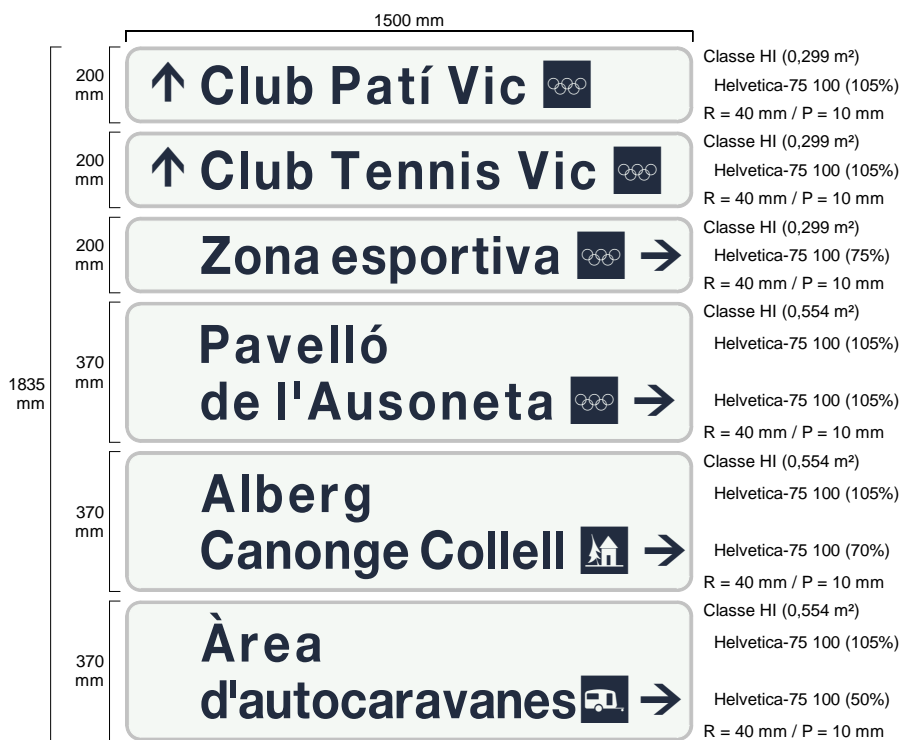 1500 mm
1835 mm
200 mm
Club Patí Vic
Classe HI (0,299 m²)
Helvetica-75 100 (105%)
R = 40 mm / P = 10 mm
200 mm
Club Tennis Vic
Classe HI (0,299 m²)
Helvetica-75 100 (105%)
R = 40 mm / P = 10 mm
200 mm
Zona esportiva
Classe HI (0,299 m²)
Helvetica-75 100 (75%)
R = 40 mm / P = 10 mm
370 mm
Pavelló
de l'Ausoneta
Classe HI (0,554 m²)
Helvetica-75 100 (105%)
Helvetica-75 100 (105%)
R = 40 mm / P = 10 mm
370 mm
Alberg
Canonge Collell
Classe HI (0,554 m²)
Helvetica-75 100 (105%)
Helvetica-75 100 (70%)
R = 40 mm / P = 10 mm
370 mm
Àrea
d'autocaravanes
Classe HI (0,554 m²)
Helvetica-75 100 (105%)
Helvetica-75 100 (50%)
R = 40 mm / P = 10 mm